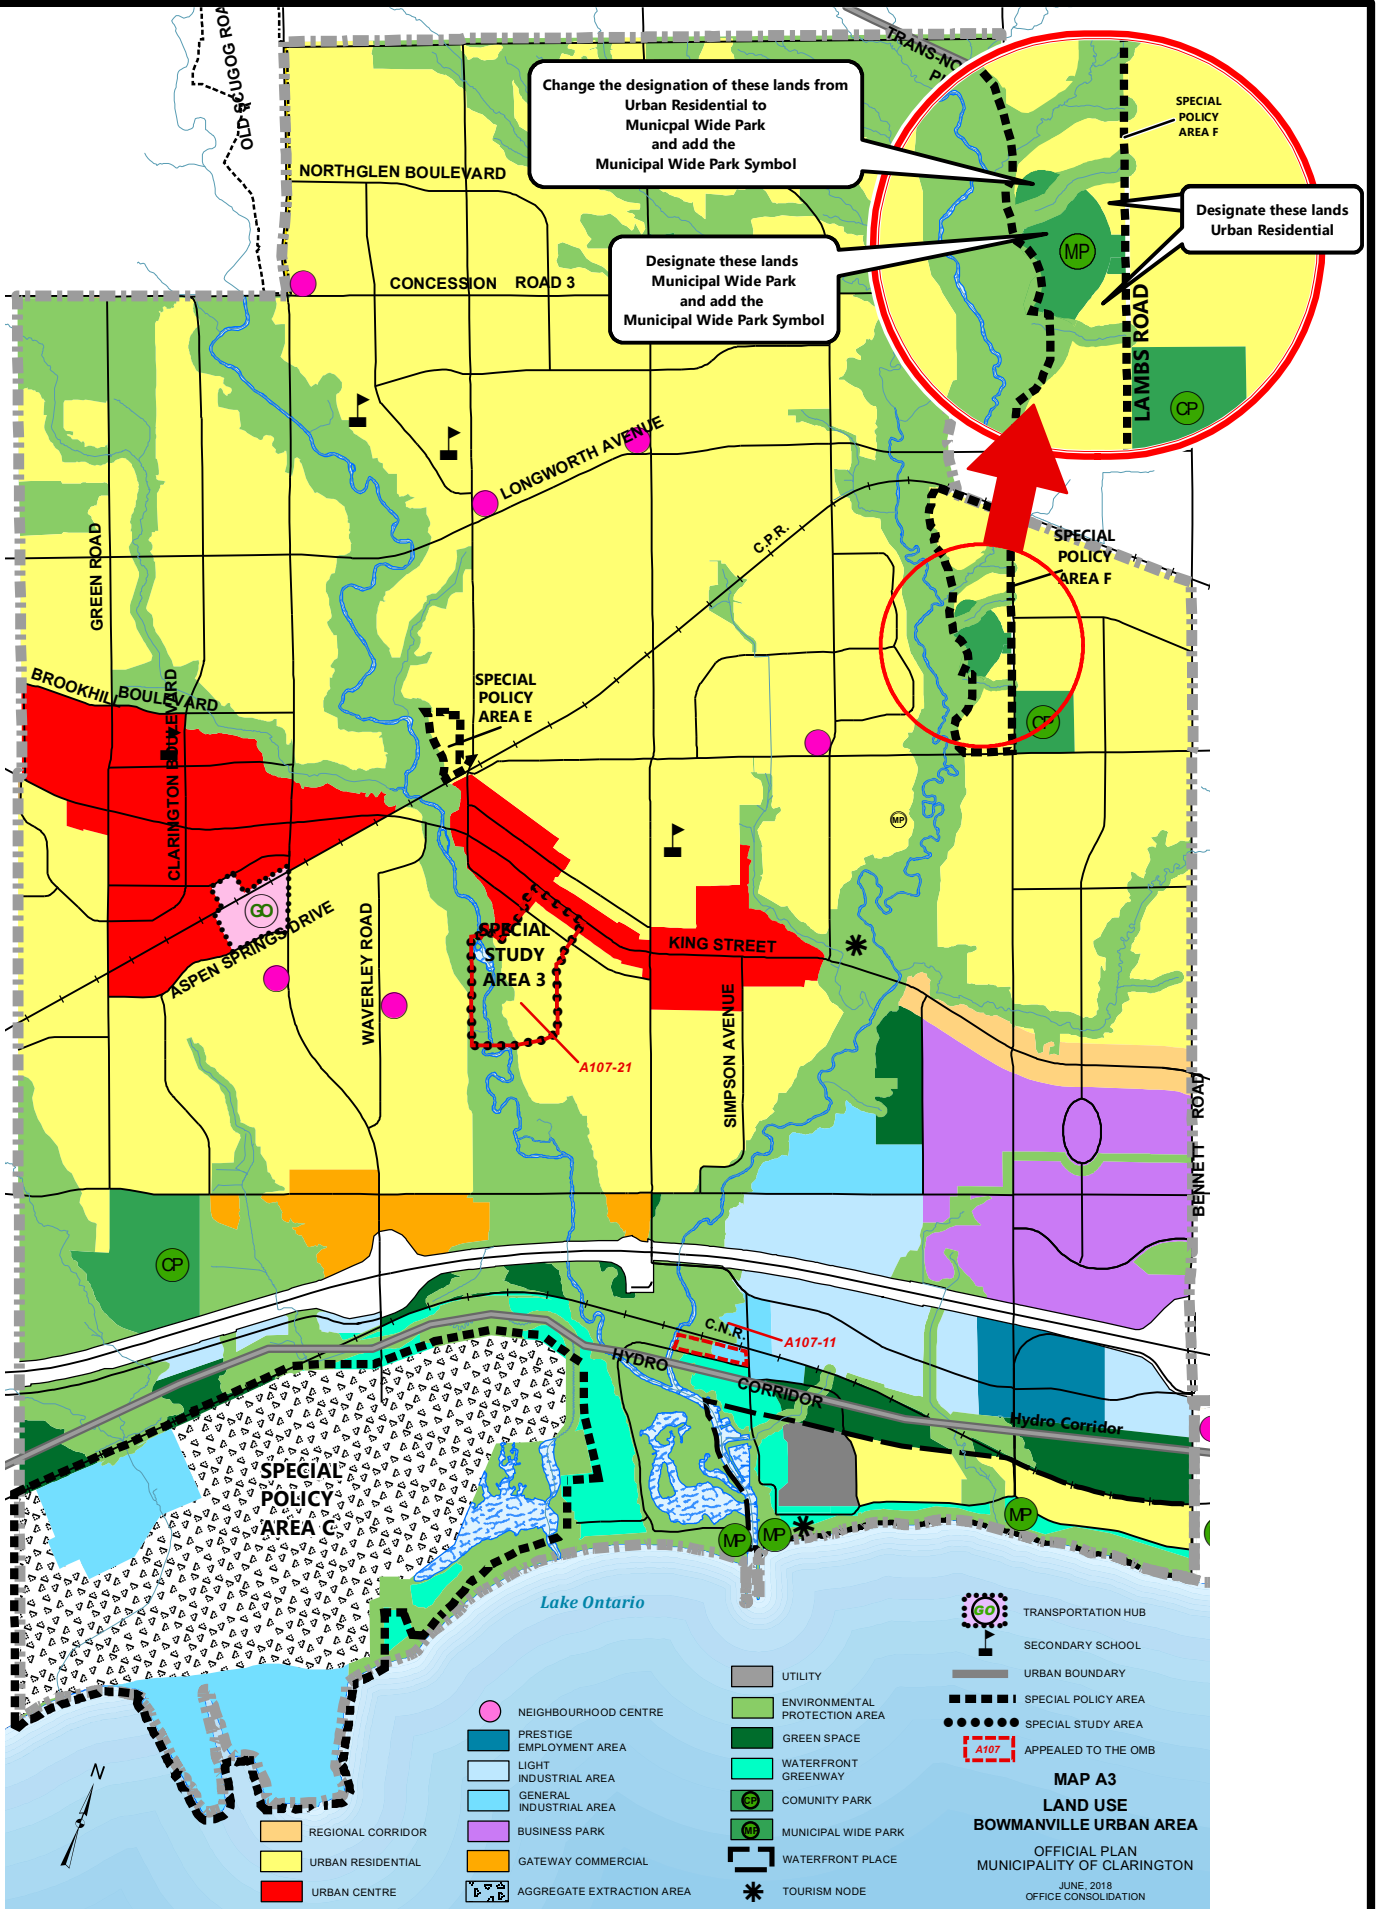 OLD SCUGOG ROA
TRANS-NO
Change the designation of these lands from
Urban Residential to
Municpal Wide Park
and add the
Municipal Wide Park Symbol
SPECIAL
POLICY
AREA F
NORTHGLEN BOULEVARD
Designate these lands
Urban Residential
MP
Designate these lands
Municipal Wide Park
and add the
Municipal Wide Park Symbol
CONCESSION ROAD 3
LAMBS ROAD
CP
LONGWORTH AVENUE
C.P.R.
SPECIAL
POLICY
AREA F
GREEN ROAD
BROOKHILL BOULEVARD
CLARINGTON BOULEVARD
SPECIAL
POLICY
AREA E
CP
MP
GO
ASPEN SPRINGS DRIVE
WAVERLEY ROAD
SPECIAL
STUDY
AREA 3
KING STREET
SIMPSON AVENUE
A107-21
BENNETT ROAD
CP
C.N.R.
A107-11
HYDRO CORRIDOR
Hydro Corridor
SPECIAL
POLICY
AREA C
MP
MP
MP
Lake Ontario
N
REGIONAL CORRIDOR
URBAN RESIDENTIAL
URBAN CENTRE
NEIGHBOURHOOD CENTRE
PRESTIGE
EMPLOYMENT AREA
LIGHT
INDUSTRIAL AREA
GENERAL
INDUSTRIAL AREA
BUSINESS PARK
GATEWAY COMMERCIAL
AGGREGATE EXTRACTION AREA
UTILITY
ENVIRONMENTAL
PROTECTION AREA
GREEN SPACE
WATERFRONT
GREENWAY
CP
COMUNITY PARK
MP
MUNICIPAL WIDE PARK
WATERFRONT PLACE
TOURISM NODE
GO
TRANSPORTATION HUB
SECONDARY SCHOOL
URBAN BOUNDARY
SPECIAL POLICY AREA
SPECIAL STUDY AREA
A107
APPEALED TO THE OMB
MAP A3
LAND USE
BOWMANVILLE URBAN AREA
OFFICIAL PLAN
MUNICIPALITY OF CLARINGTON
JUNE, 2018
OFFICE CONSOLIDATION